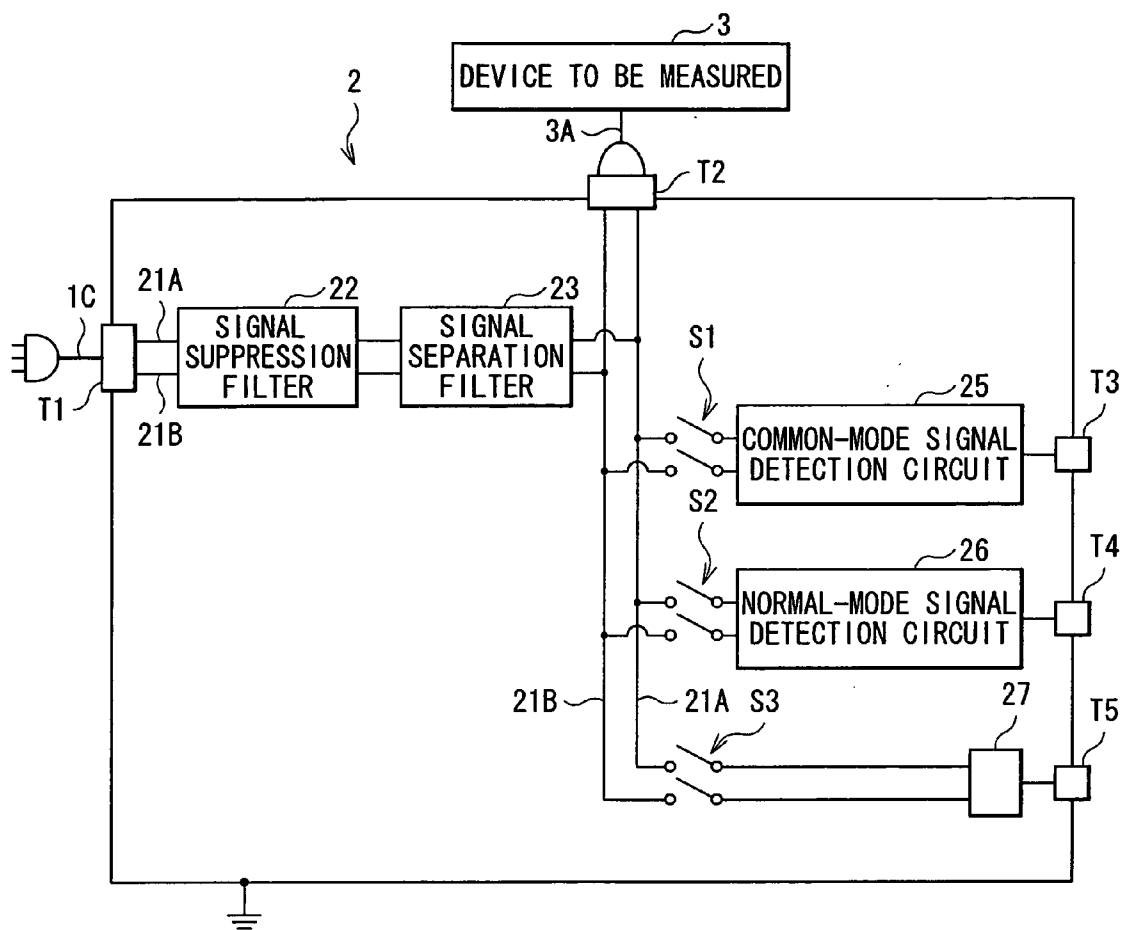 3
DEVICE TO BE MEASURED
2
3A
T2
1C
21A
22
23
SIGNAL
SUPPRESSION
FILTER
SIGNAL
SEPARATION
FILTER
T1
21B
S1
25
T3
COMMON-MODE SIGNAL
DETECTION CIRCUIT
S2
26
T4
NORMAL-MODE SIGNAL
DETECTION CIRCUIT
21B
21A
S3
27
T5